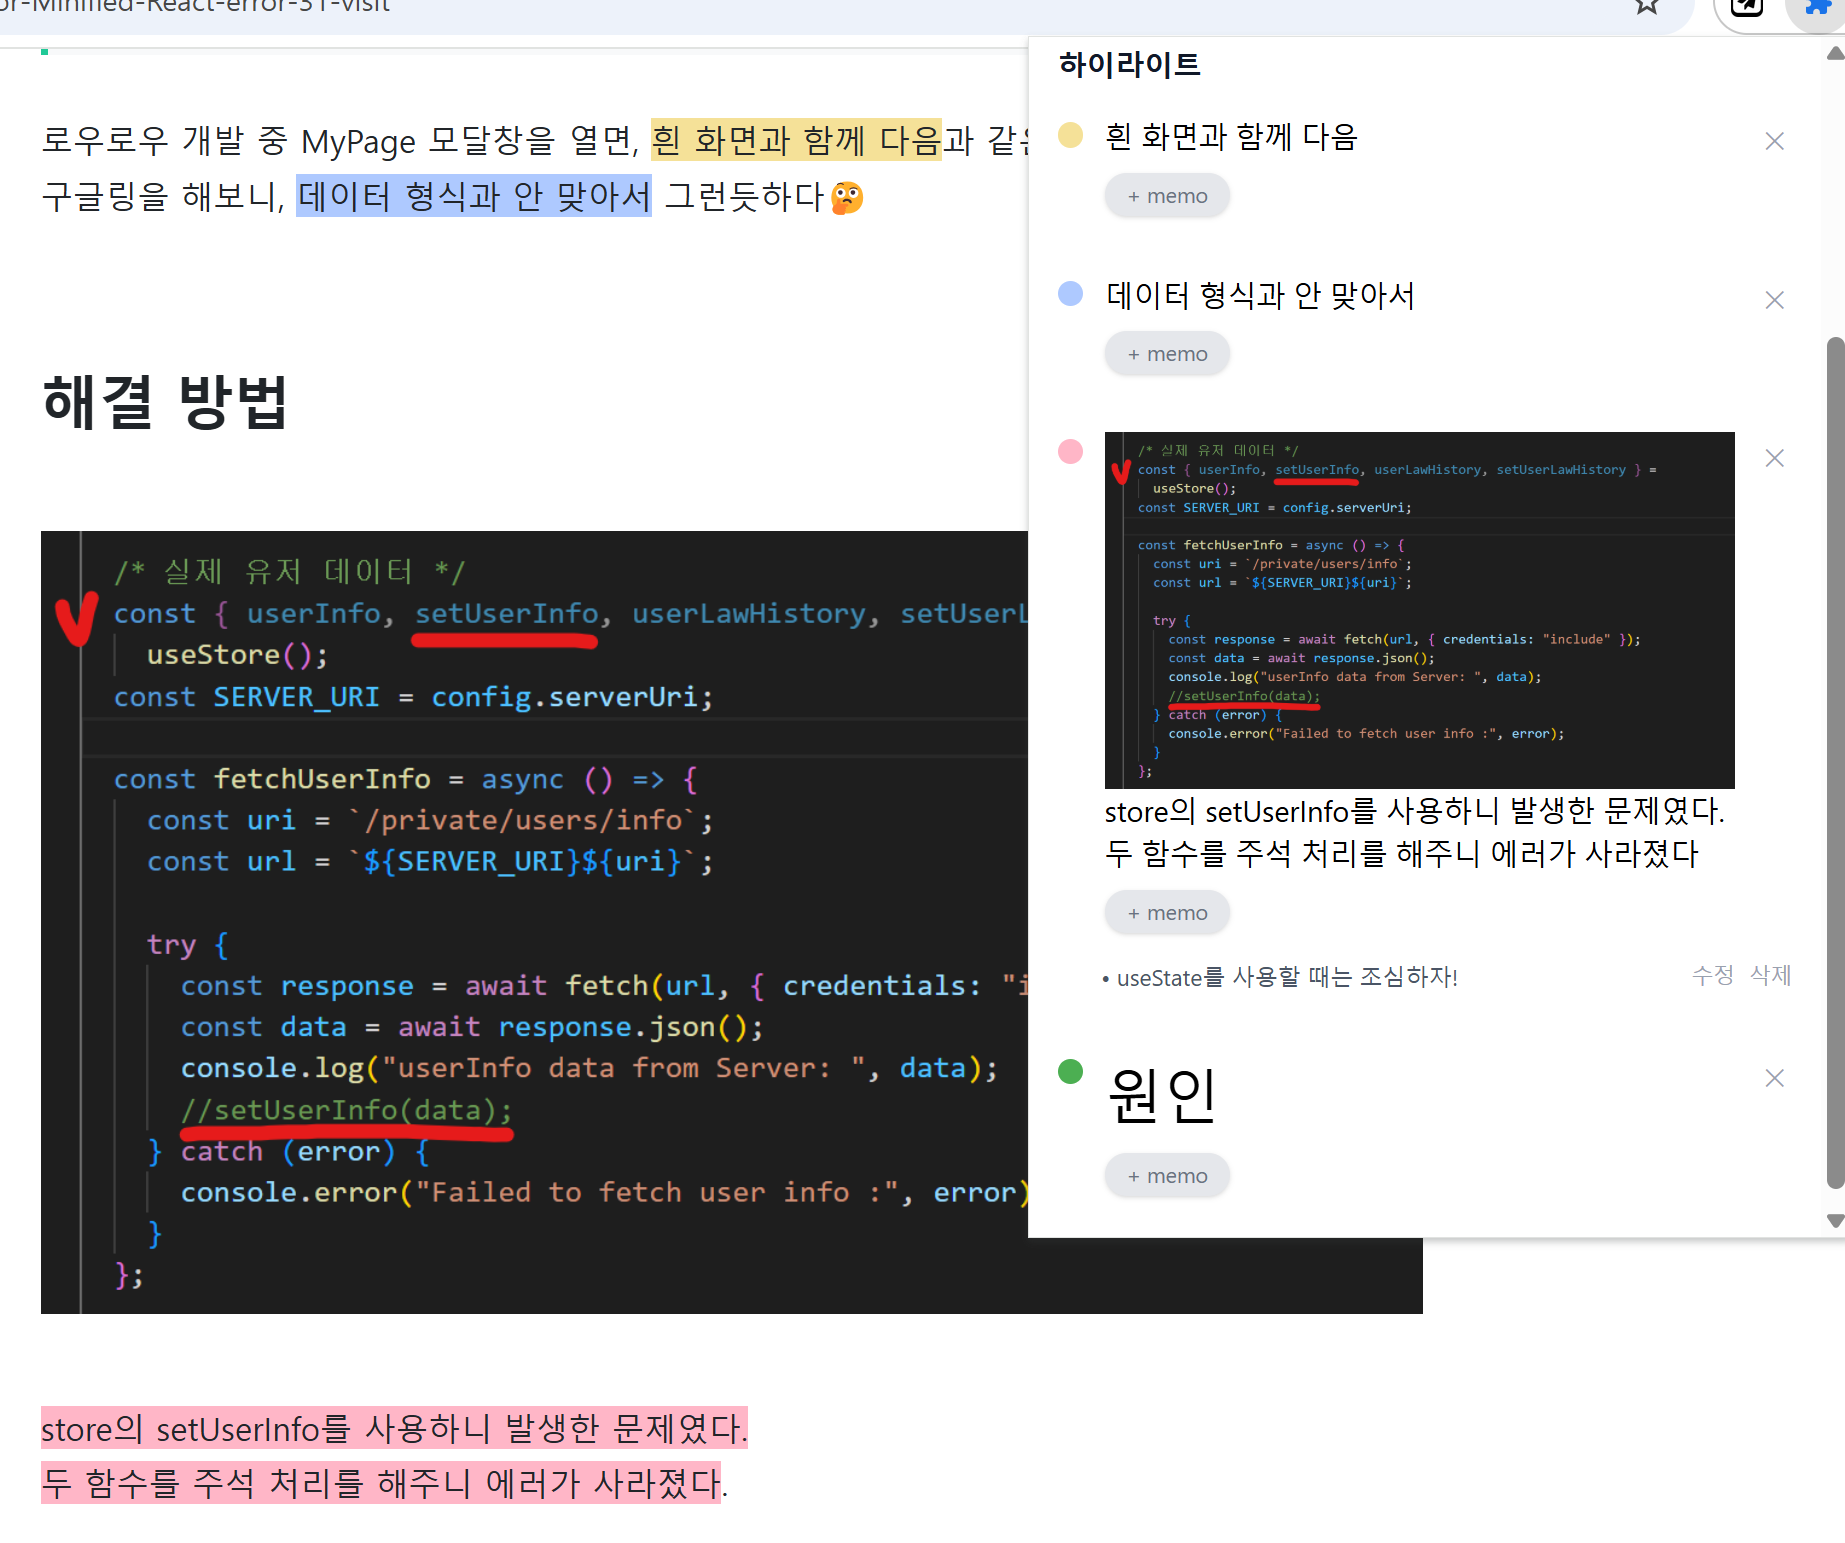 or-Minified-React-error-31-visit
로우로우 개발 중 MyPage 모달창을 열면, 흰 화면과 함께 다음과 같은
구글링을 해보니, 데이터 형식과 안 맞아서 그런듯하다🤔
해결 방법
/* 실제 유저 데이터 */
const { userInfo, setUserInfo, userLawHistory, setUserL
useStore();
const SERVER_URI = config.serverUri;
const fetchUserInfo = async () => {
const uri = `/private/users/info`;
const url = `${SERVER_URI}${uri}`;
try {
const response = await fetch(url, { credentials: "i
const data = await response.json();
console.log("userInfo data from Server: ", data);
//setUserInfo(data);
} catch (error) {
console.error("Failed to fetch user info :", error)
}
};
store의 setUserInfo를 사용하니 발생한 문제였다.
두 함수를 주석 처리를 해주니 에러가 사라졌다.
하이라이트
흰 화면과 함께 다음
+ memo
데이터 형식과 안 맞아서
+ memo
/* 실제 유저 데이터 */
const { userInfo, setUserInfo, userLawHistory, setUserLawHistory } =
useStore();
const SERVER_URI = config.serverUri;
const fetchUserInfo = async () => {
const uri = `/private/users/info`;
const url = `${SERVER_URI}${uri}`;
try {
const response = await fetch(url, { credentials: "include" });
const data = await response.json();
console.log("userInfo data from Server: ", data);
//setUserInfo(data);
} catch (error) {
console.error("Failed to fetch user info :", error);
}
};
store의 setUserInfo를 사용하니 발생한 문제였다.
두 함수를 주석 처리를 해주니 에러가 사라졌다
+ memo
• useState를 사용할 때는 조심하자! 수정 삭제
원인
+ memo